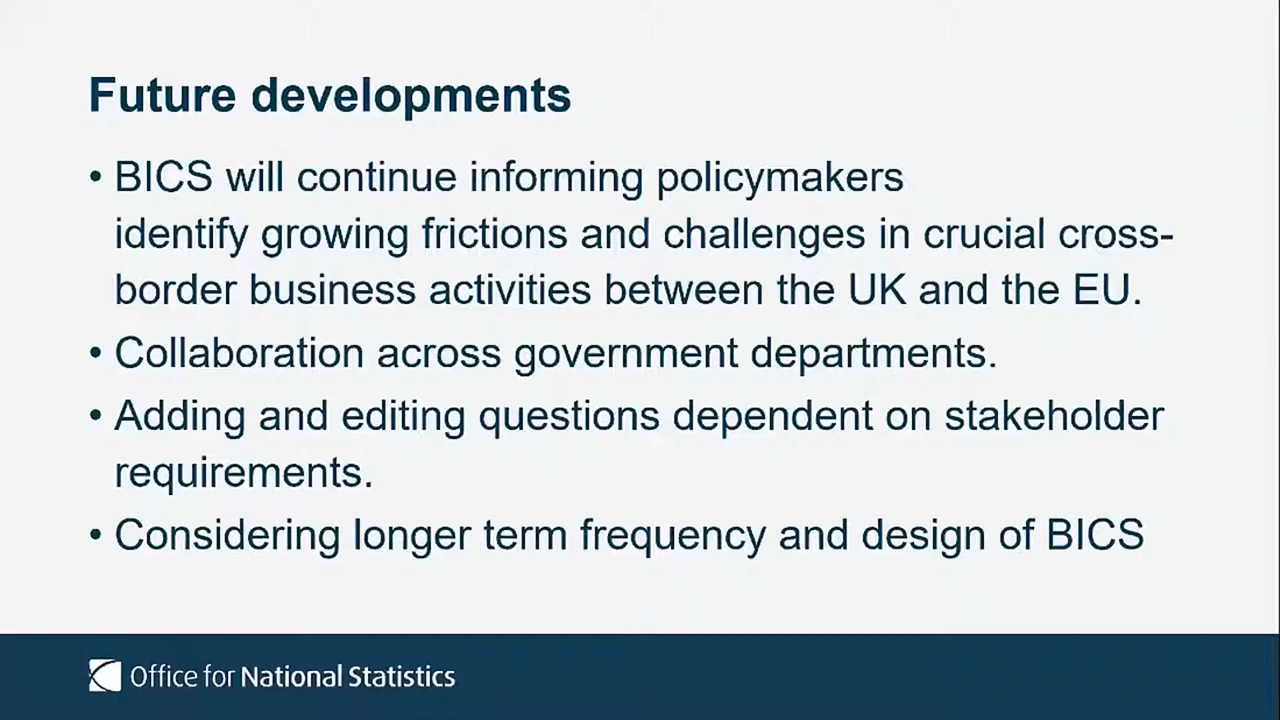 Future developments
• BICS will continue informing policymakers
identify growing frictions and challenges in crucial cross-
border business activities between the UK and the EU.
• Collaboration across government departments.
• Adding and editing questions dependent on stakeholder
requirements.
• Considering longer term frequency and design of BICS
Office for National Statistics